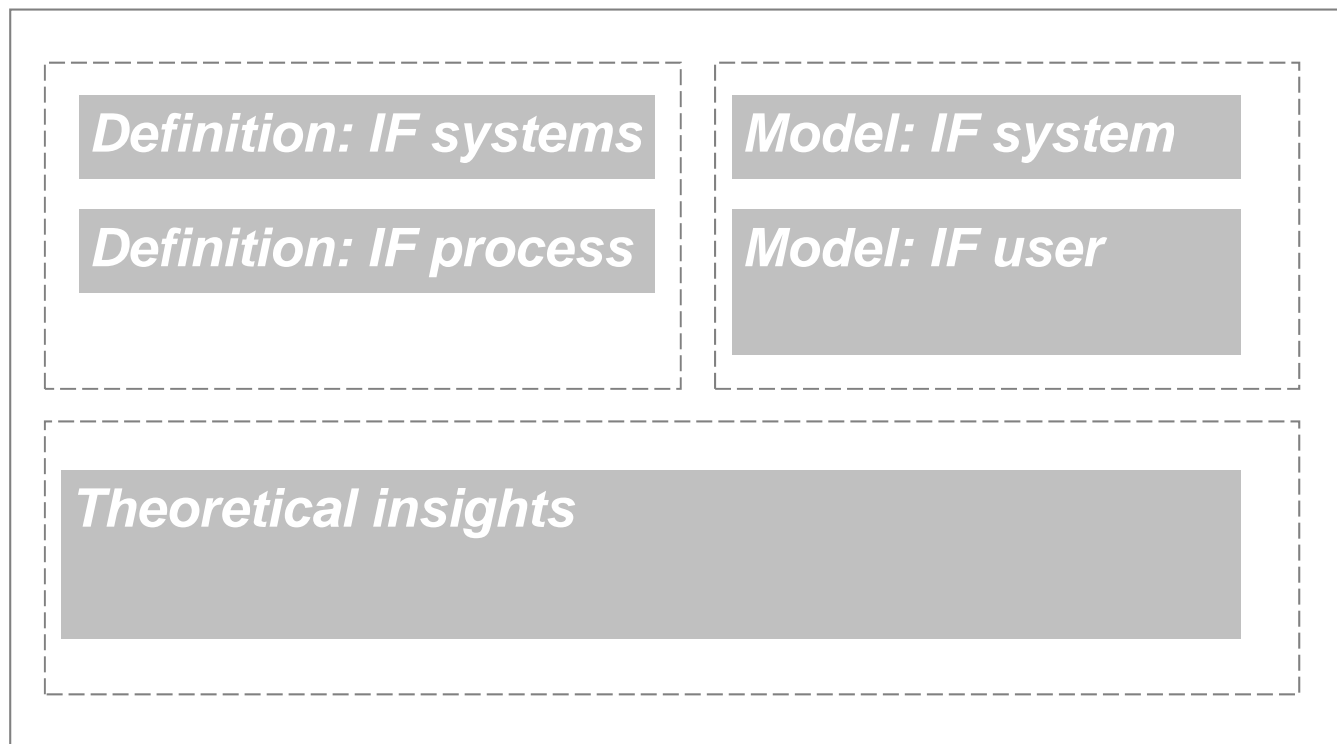 Definition: IF systems
Definition: IF process
Model: IF system
Model: IF user
Theoretical insights